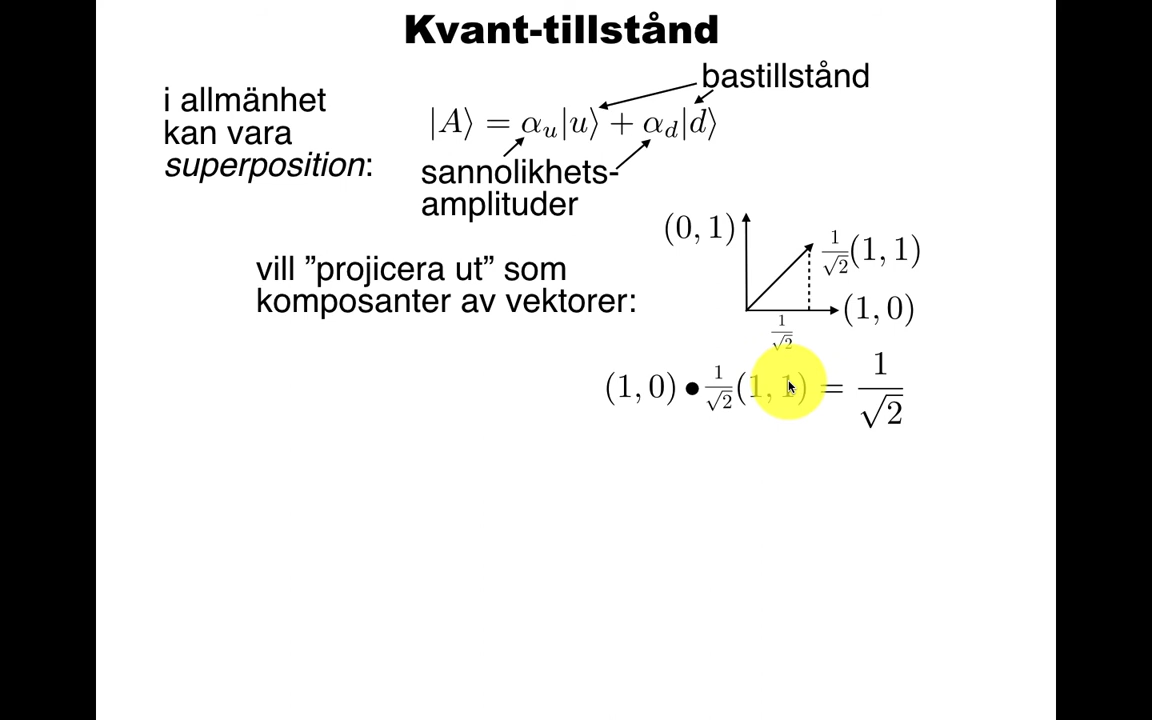 Kvant-tillstånd
bastillstånd
i allmänhet
kan vara
superposition:
|A⟩ = α_u|u⟩ + α_d|d⟩
sannolikhets-
amplituder
(0, 1)
1/√2 (1, 1)
vill ”projicera ut” som
komposanter av vektorer:
(1, 0)
1/√2
(1, 0) • 1/√2 (1, 1) = 1/√2